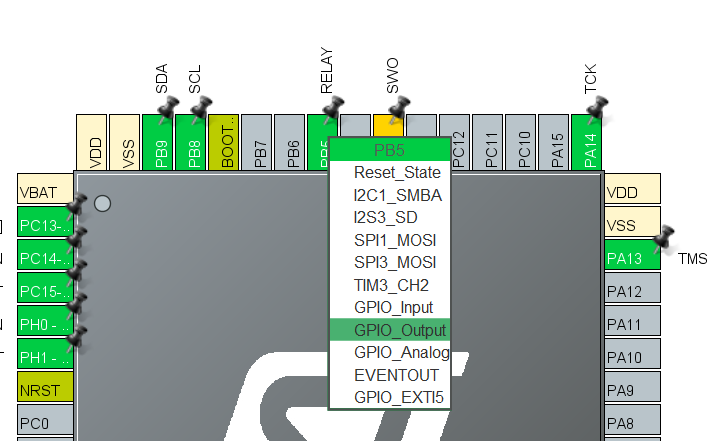 SDA
SCL
RELAY
SWO
TCK
VDD
VSS
PB9
PB8
BOOT..
PB7
PB6
PC12
PC11
PC10
PA15
PA14
PB5
Reset_State
I2C1_SMBA
I2S3_SD
SPI1_MOSI
SPI3_MOSI
TIM3_CH2
GPIO_Input
GPIO_Output
GPIO_Analog
EVENTOUT
GPIO_EXTI5
VBAT
PC13-..
PC14-..
PC15-..
PH0 - ..
PH1 - ..
NRST
PC0
VDD
VSS
PA13 TMS
PA12
PA11
PA10
PA9
PA8